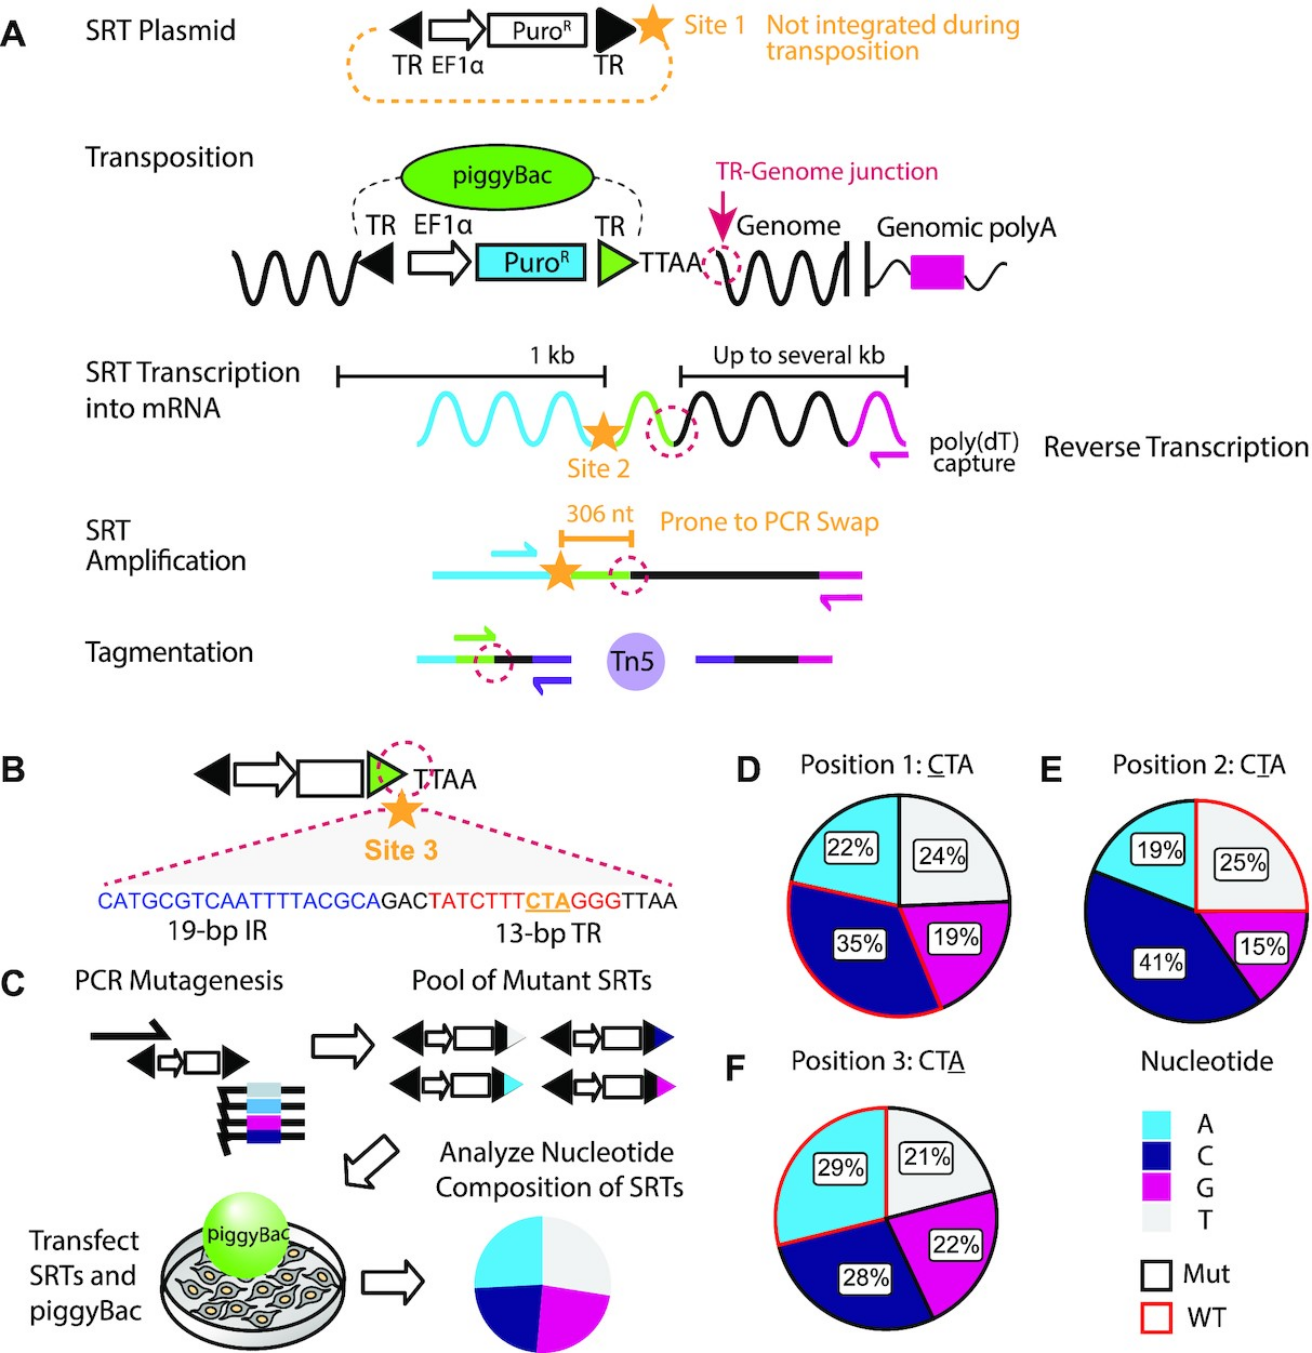 A
SRT Plasmid
Puro^R
Site 1 Not integrated during
transposition
TR EF1α TR
Transposition
piggyBac
TR-Genome junction
TR EF1α TR
Genome Genomic polyA
Puro^R
TTAA
SRT Transcription
into mRNA
1 kb
Up to several kb
Site 2
poly(dT)
capture
Reverse Transcription
SRT
Amplification
306 nt
Prone to PCR Swap
Tagmentation
Tn5
B
TTAA
Site 3
CATGCGTCAATTTTACGCAGACTATCTTTCTAGGGTTAA
19-bp IR
13-bp TR
C
PCR Mutagenesis
Pool of Mutant SRTs
Analyze Nucleotide
Composition of SRTs
Transfect
SRTs and
piggyBac
piggyBac
D
Position 1: CTA
22%
24%
35%
19%
E
Position 2: CTA
19%
25%
41%
15%
F
Position 3: CTA
29%
21%
28%
22%
Nucleotide
A
C
G
T
Mut
WT